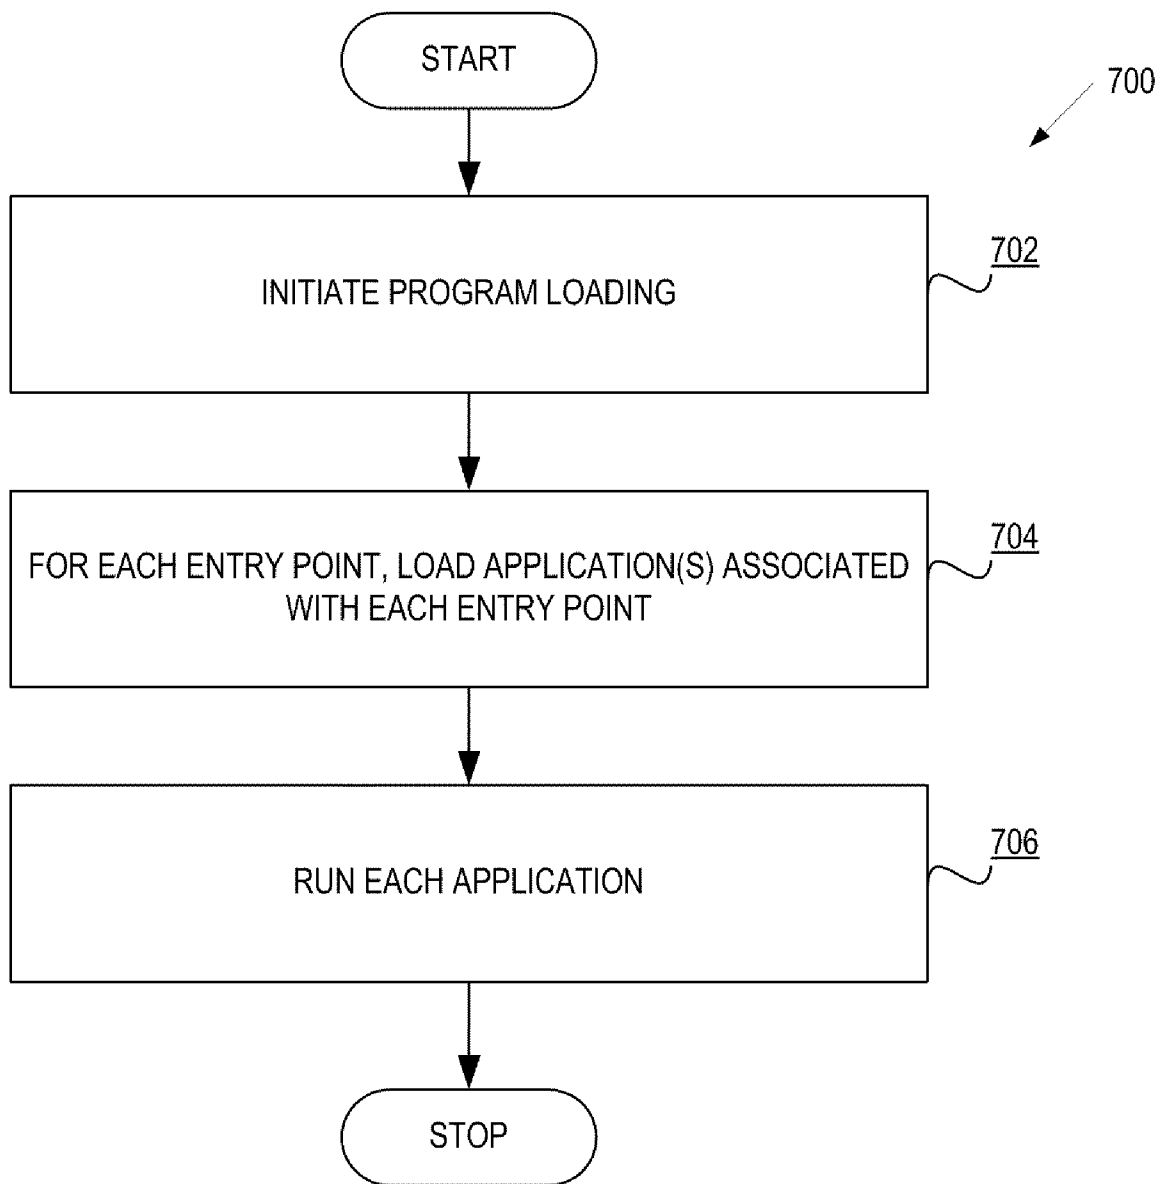 START
700
702
INITIATE PROGRAM LOADING
704
FOR EACH ENTRY POINT, LOAD APPLICATION(S) ASSOCIATED
WITH EACH ENTRY POINT
706
RUN EACH APPLICATION
STOP